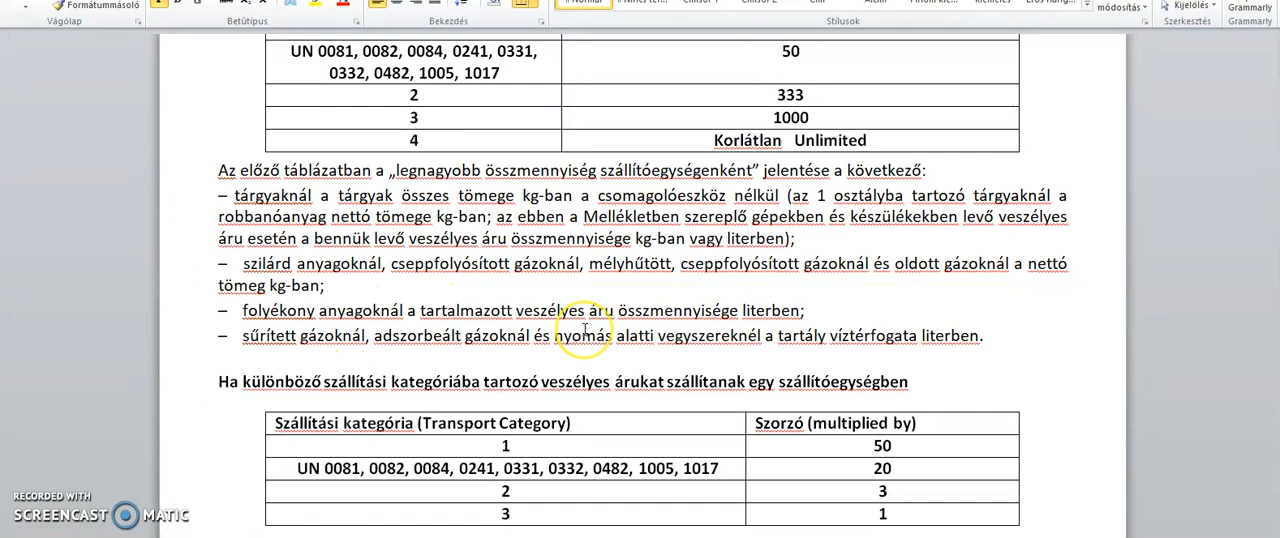 Formátummásoló
Vágólap
Betűtípus
Bekezdés
Stílusok
módosítás
Kijelölés
Szerkesztés
Grammarly
Grammarly
UN 0081, 0082, 0084, 0241, 0331,
0332, 0482, 1005, 1017
50
2
333
3
1000
4
Korlátlan Unlimited
Az előző táblázatban a „legnagyobb összmennyiség szállítóegységenként” jelentése a következő:
– tárgyaknál a tárgyak összes tömege kg-ban a csomagolóeszköz nélkül (az 1 osztályba tartozó tárgyaknál a
robbanóanyag nettó tömege kg-ban; az ebben a Mellékletben szereplő gépekben és készülékekben levő veszélyes
áru esetén a bennük levő veszélyes áru összmennyisége kg-ban vagy literben);
– szilárd anyagoknál, cseppfolyósított gázoknál, mélyhűtött, cseppfolyósított gázoknál és oldott gázoknál a nettó
tömeg kg-ban;
– folyékony anyagoknál a tartalmazott veszélyes áru összmennyisége literben;
– sűrített gázoknál, adszorbeált gázoknál és nyomás alatti vegyszereknél a tartály víztérfogata literben.
Ha különböző szállítási kategóriába tartozó veszélyes árukat szállítanak egy szállítóegységben
Szállítási kategória (Transport Category)
Szorzó (multiplied by)
1
50
UN 0081, 0082, 0084, 0241, 0331, 0332, 0482, 1005, 1017
20
2
3
3
1
RECORDED WITH
SCREENCAST MATIC